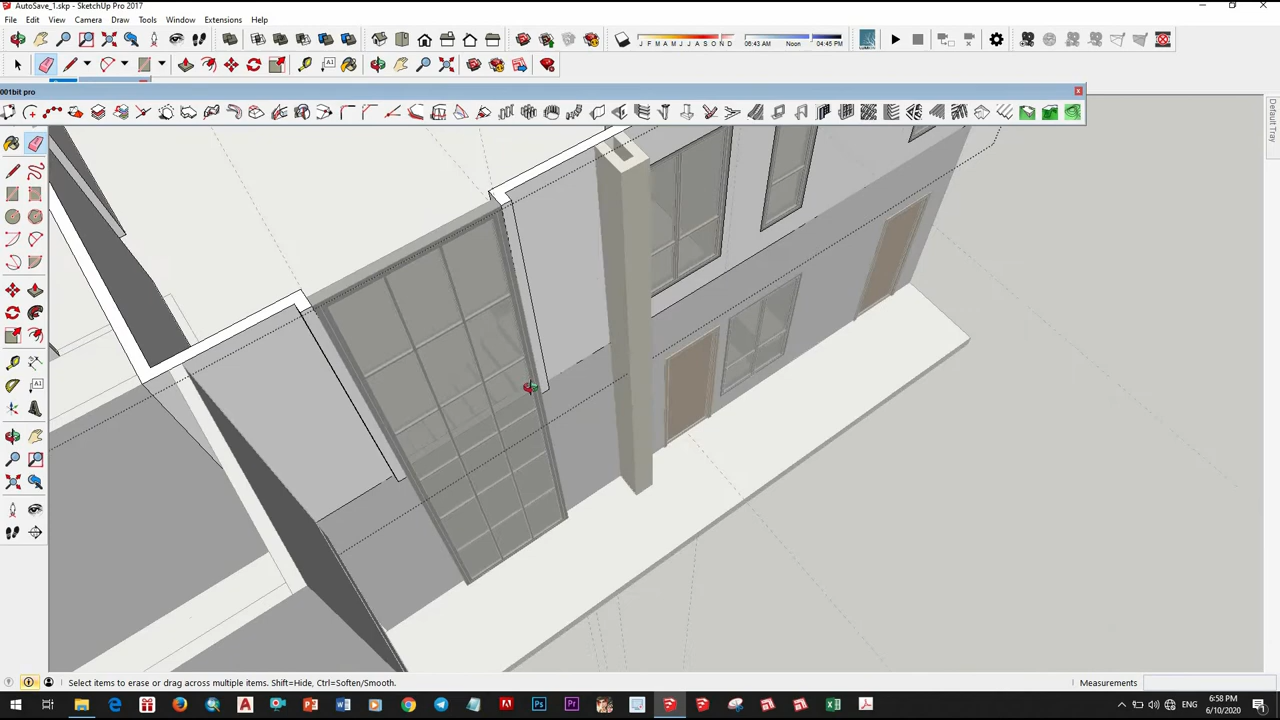 AutoSave_1.skp - SketchUp Pro 2017
File Edit View Camera Draw Tools Window Extensions Help
J F M A M J J A S O N D
06:43 AM Noon 04:45 PM
001bit pro
Default Tray
Select items to erase or drag across multiple items. Shift=Hide, Ctrl=Soften/Smooth.
Measurements
6:58 PM
6/10/2020